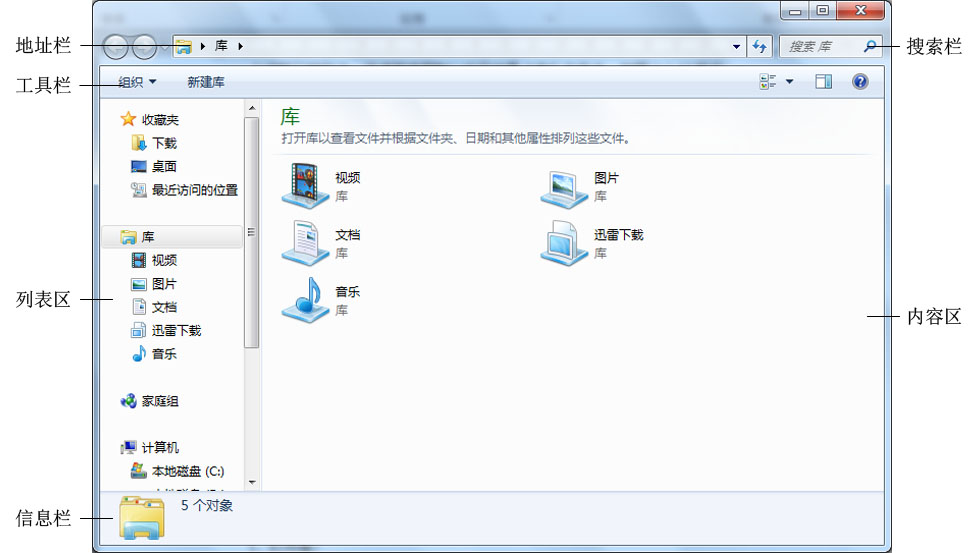 地址栏
库
搜索 库
搜索栏
工具栏
组织
新建库
收藏夹
下载
桌面
最近访问的位置
库
视频
图片
文档
迅雷下载
音乐
家庭组
计算机
本地磁盘 (C:)
列表区
库
打开库以查看文件并根据文件夹、日期和其他属性排列这些文件。
视频
库
图片
库
文档
库
迅雷下载
库
音乐
库
内容区
信息栏
5 个对象